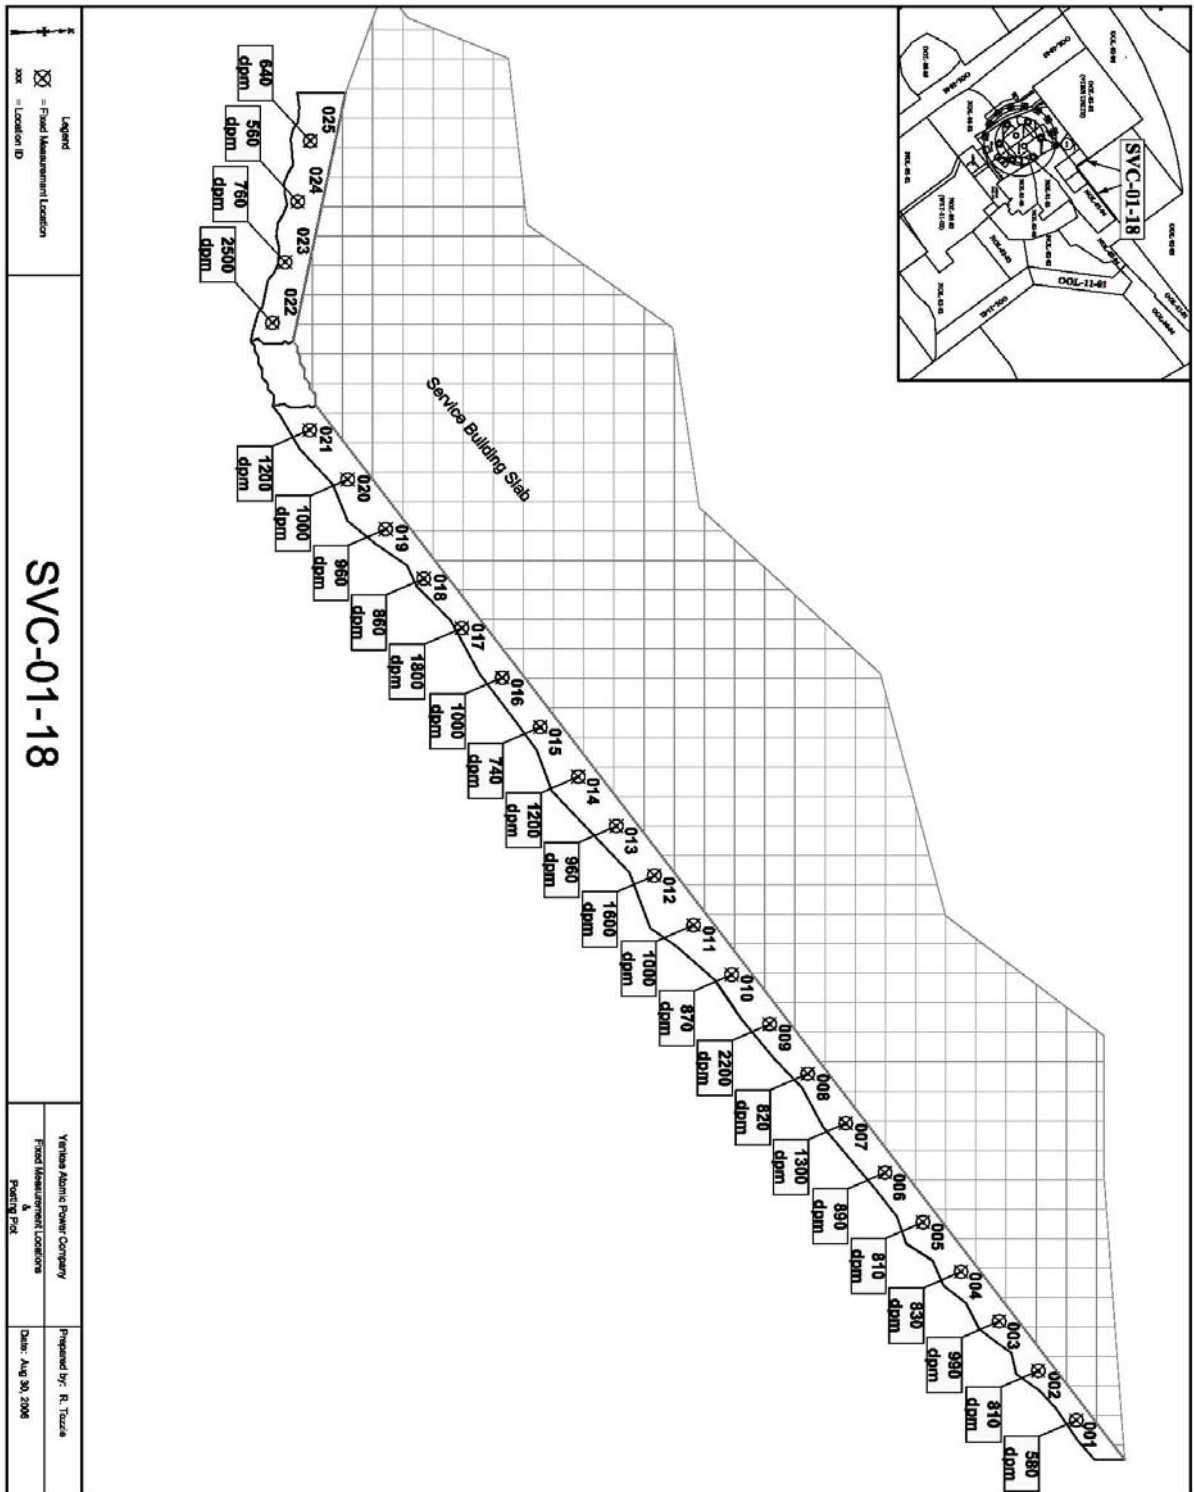 SVC-01-18
OOL-11-01
Service Building Slab
025
024
023
022
021
020
019
018
017
016
015
014
013
012
011
010
009
008
007
006
005
004
003
002
001
640
dpm
560
dpm
760
dpm
2500
dpm
1200
dpm
1000
dpm
960
dpm
860
dpm
1800
dpm
1000
dpm
740
dpm
1200
dpm
960
dpm
1600
dpm
1000
dpm
870
dpm
2200
dpm
820
dpm
1300
dpm
890
dpm
810
dpm
830
dpm
990
dpm
810
dpm
580
dpm
Legend
= Fixed Measurement Location
xxx = Location ID
SVC-01-18
Yankee Atomic Power Company
Fixed Measurement Locations
&
Posting Plot
Prepared by: R. Tozzie
Date: Aug 30, 2006